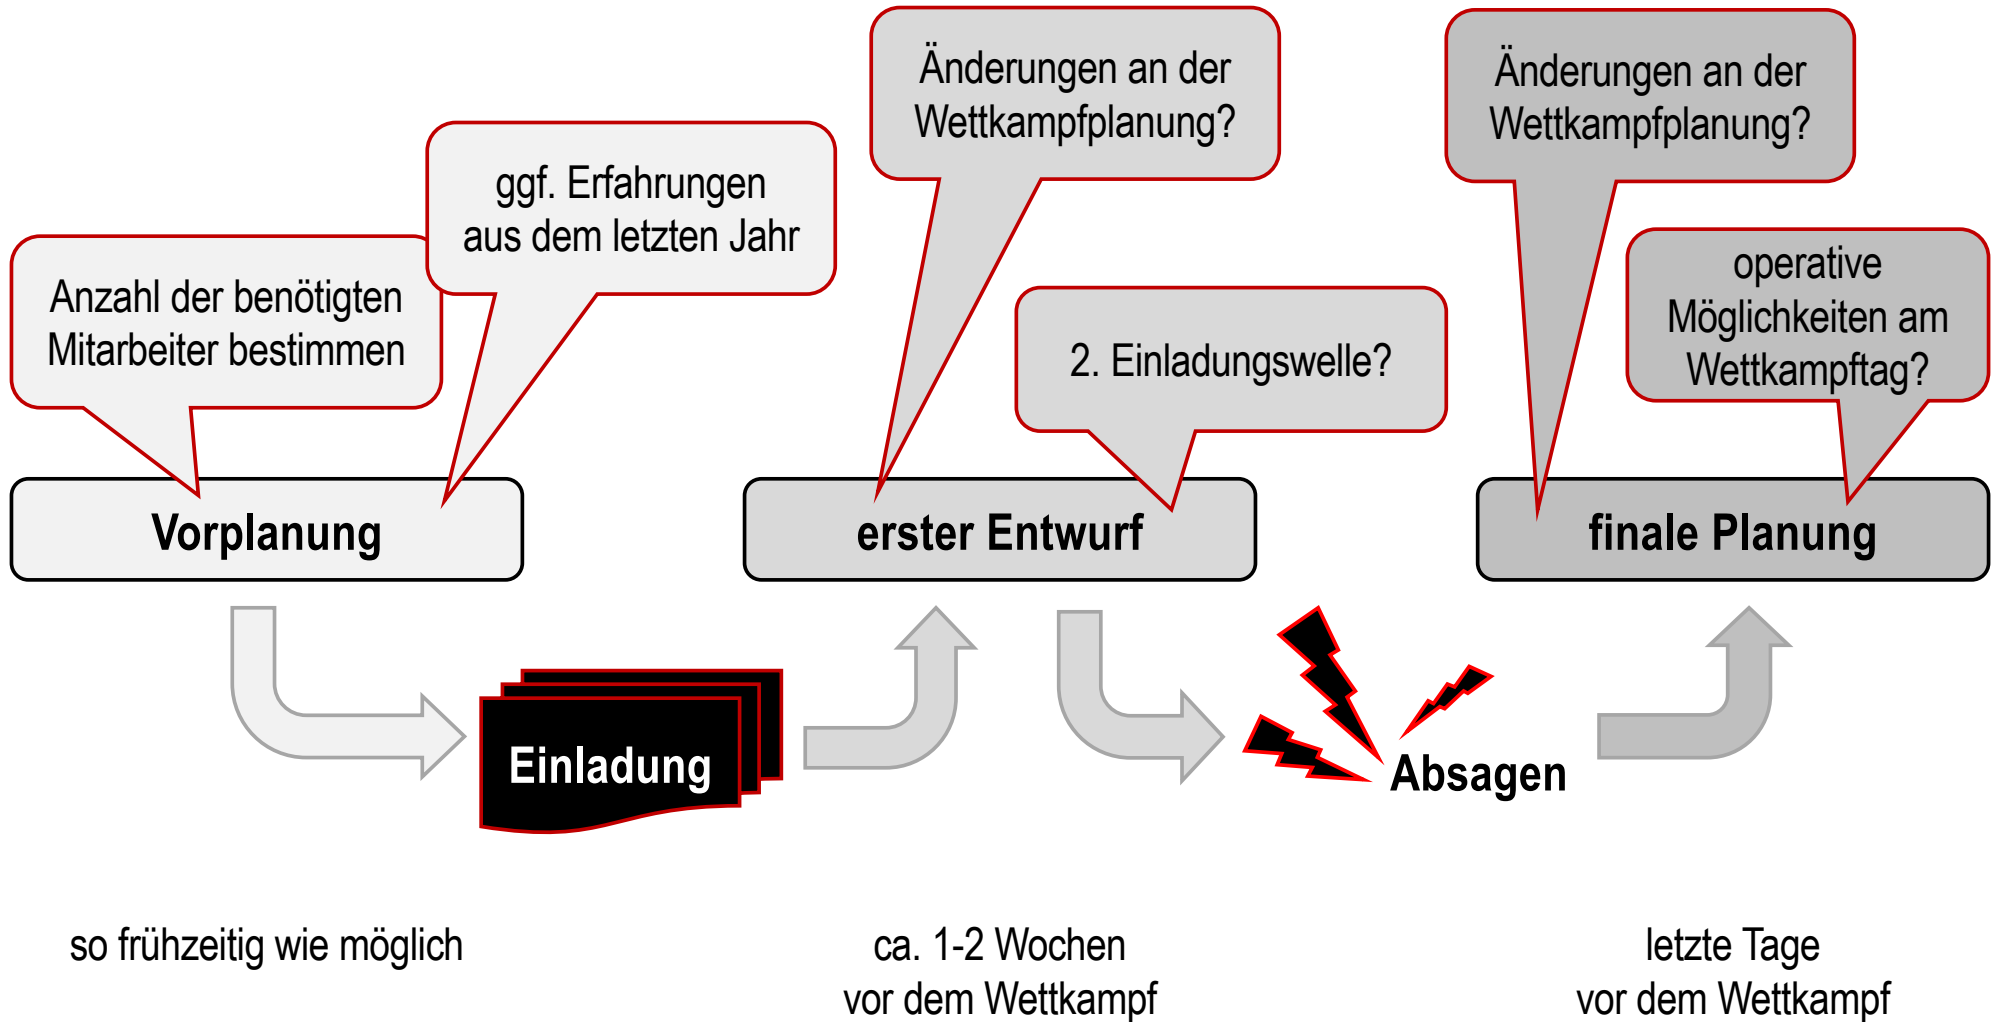 Anzahl der benötigten
Mitarbeiter bestimmen
ggf. Erfahrungen
aus dem letzten Jahr
Änderungen an der
Wettkampfplanung?
2. Einladungswelle?
Änderungen an der
Wettkampfplanung?
operative
Möglichkeiten am
Wettkampftag?
Vorplanung
erster Entwurf
finale Planung
Einladung
Absagen
so frühzeitig wie möglich
ca. 1-2 Wochen
vor dem Wettkampf
letzte Tage
vor dem Wettkampf